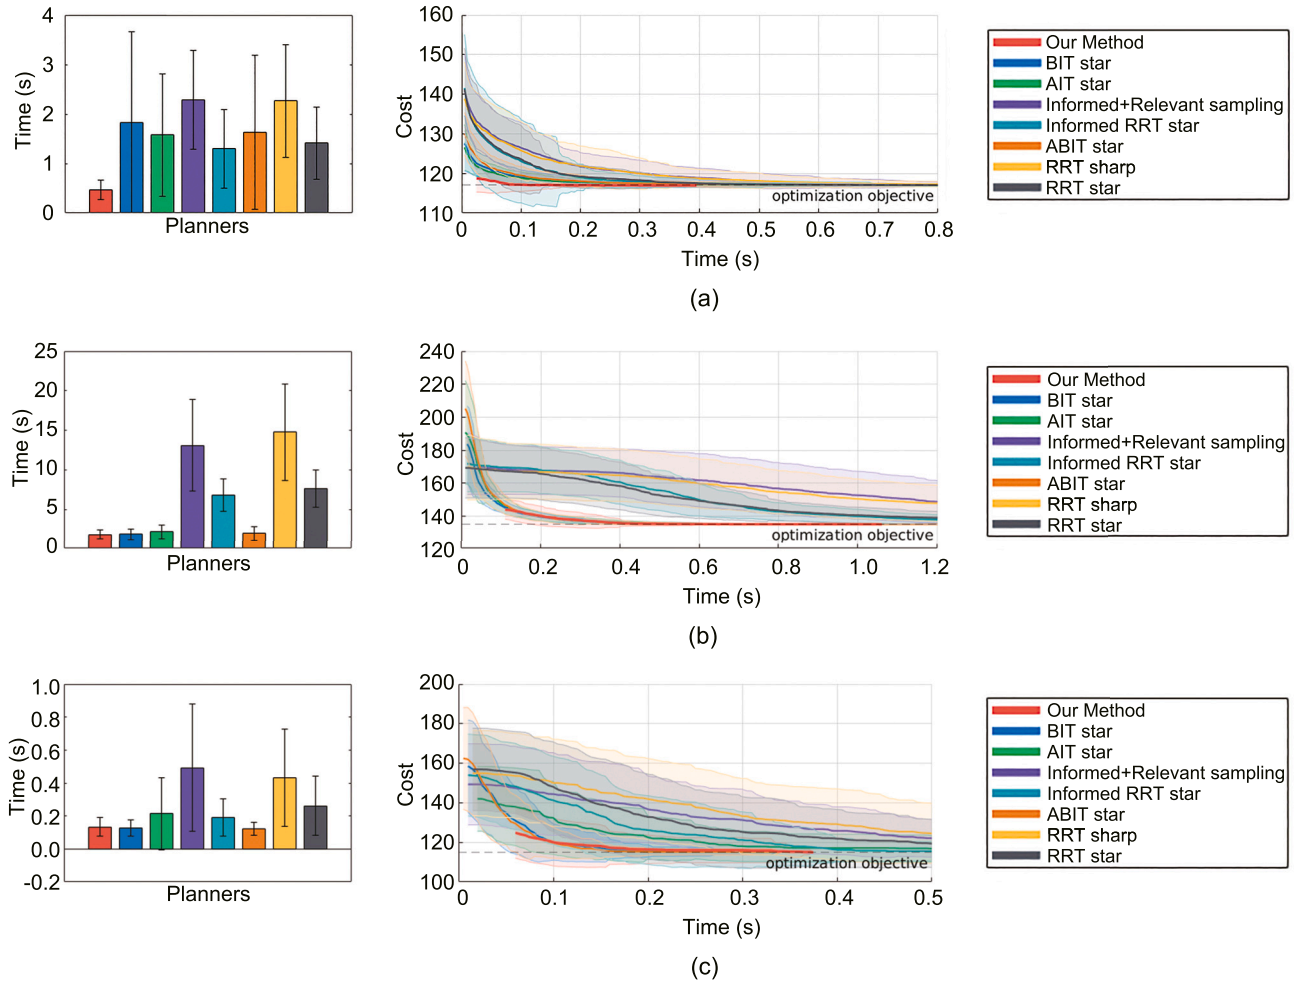 4
3
2
1
0
Time (s)
Planners
160
150
140
130
120
110
Cost
optimization objective
0 0.1 0.2 0.3 0.4 0.5 0.6 0.7 0.8
Time (s)
Our Method
BIT star
AIT star
Informed+Relevant sampling
Informed RRT star
ABIT star
RRT sharp
RRT star
(a)
25
20
15
10
5
0
Time (s)
Planners
240
220
200
180
160
140
120
Cost
optimization objective
0 0.2 0.4 0.6 0.8 1.0 1.2
Time (s)
Our Method
BIT star
AIT star
Informed+Relevant sampling
Informed RRT star
ABIT star
RRT sharp
RRT star
(b)
1.0
0.8
0.6
0.4
0.2
0.0
-0.2
Time (s)
Planners
200
180
160
140
120
100
Cost
optimization objective
0 0.1 0.2 0.3 0.4 0.5
Time (s)
Our Method
BIT star
AIT star
Informed+Relevant sampling
Informed RRT star
ABIT star
RRT sharp
RRT star
(c)